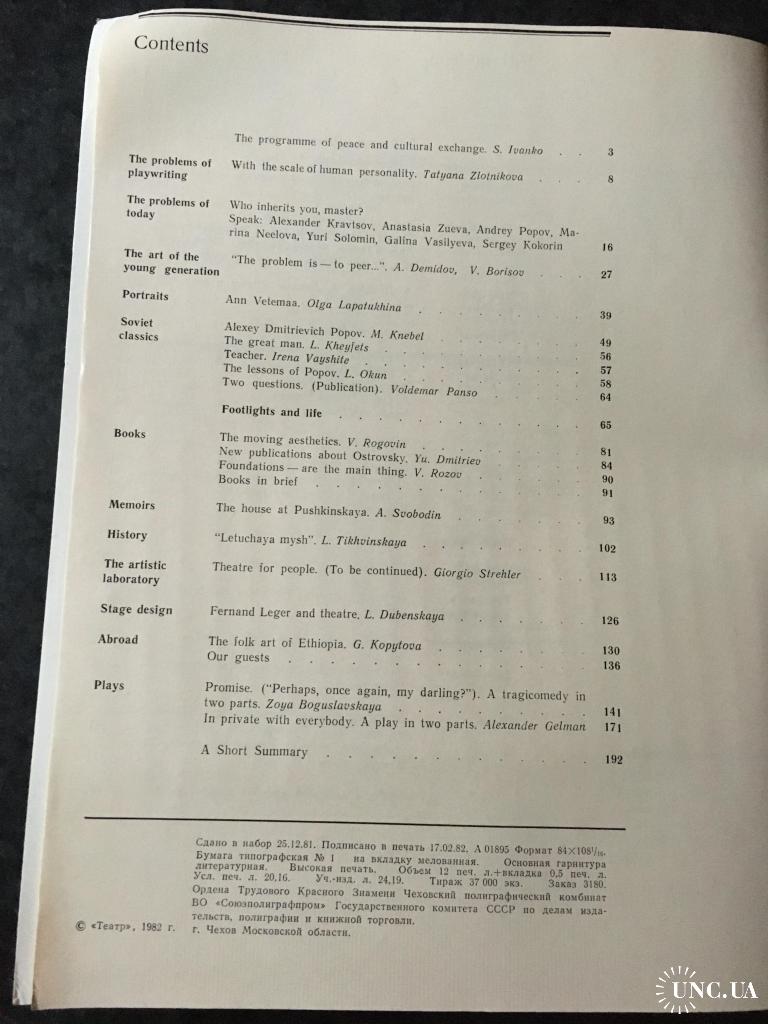 Contents
The programme of peace and cultural exchange. S. Ivanko . . 3
The problems of playwriting With the scale of human personality. Tatyana Zlotnikova . . . 8
The problems of today Who inherits you, master?
Speak: Alexander Kravtsov, Anastasia Zueva, Andrey Popov, Ma-
rina Neelova, Yuri Solomin, Galina Vasilyeva, Sergey Kokorin 16
The art of the young generation "The problem is — to peer...". A. Demidov, V. Borisov . . . 27
Portraits Ann Vetemaa. Olga Lapatukhina . . . . . . . 39
Soviet classics Alexey Dmitrievich Popov. M. Knebel . . . . . . 49
The great man. L. Kheyfets . . . . . . . 56
Teacher. Irena Vayshite . . . . . . . 57
The lessons of Popov. L. Okun . . . . . . . 58
Two questions. (Publication). Voldemar Panso . . . . 64
Footlights and life . . . . . . . . . . 65
Books The moving aesthetics. V. Rogovin . . . . . . 81
New publications about Ostrovsky. Yu. Dmitriev . . . . 84
Foundations — are the main thing. V. Rozov . . . . . 90
Books in brief . . . . . . . . . . 91
Memoirs The house at Pushkinskaya. A. Svobodin . . . . . 93
History "Letuchaya mysh". L. Tikhvinskaya . . . . . . 102
The artistic laboratory Theatre for people. (To be continued). Giorgio Strehler . . . 113
Stage design Fernand Leger and theatre. L. Dubenskaya . . . . . 126
Abroad The folk art of Ethiopia. G. Kopytova . . . . . . 130
Our guests . . . . . . . . . . . 136
Plays Promise. ("Perhaps, once again, my darling?"). A tragicomedy in
two parts. Zoya Boguslavskaya . . . . . . . . 141
In private with everybody. A play in two parts. Alexander Gelman 171
A Short Summary . . . . . . . . . . 192
Сдано в набор 25.12.81. Подписано в печать 17.02.82. А 01895 Формат 84×108¹/₁₆.
Бумага типографская № 1 на вкладку мелованная. Основная гарнитура
литературная. Высокая печать. Объем 12 печ. л.+вкладка 0,5 печ. л.
Усл. печ. л. 20,16. Уч.-изд. л. 24,19. Тираж 37 000 экз. Заказ 3180.
Ордена Трудового Красного Знамени Чеховский полиграфический комбинат
ВО «Союзполиграфпром» Государственного комитета СССР по делам изда-
тельств, полиграфии и книжной торговли.
© «Театр», 1982 г. г. Чехов Московской области.
UNC.UA